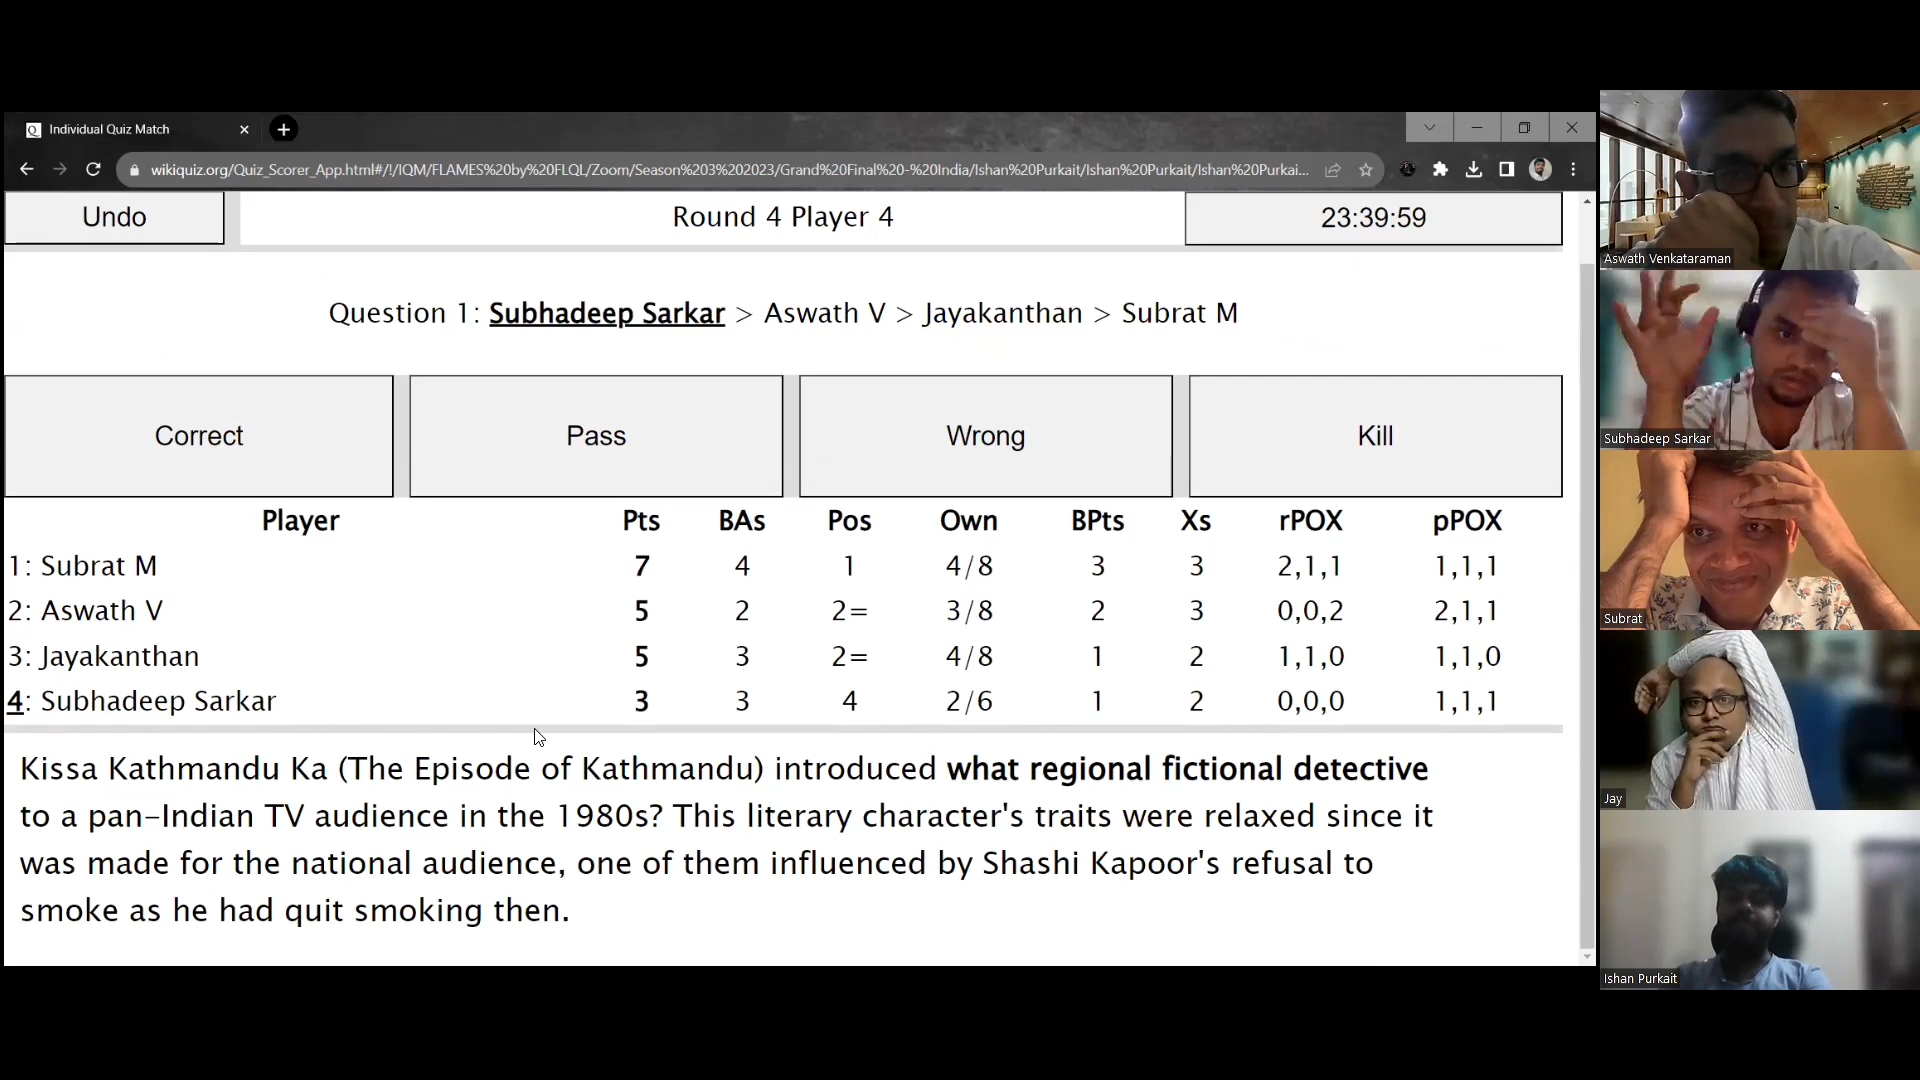 Individual Quiz Match
wikiquiz.org/Quiz_Scorer_App.html#/!/IQM/FLAMES%20by%20FLQL/Zoom/Season%203%202023/Grand%20Final%20-%20India/Ishan%20Purkait/Ishan%20Purkait/Ishan%20Purkai...
Undo
Round 4 Player 4
23:39:59
Question 1: Subhadeep Sarkar > Aswath V > Jayakanthan > Subrat M
Correct
Pass
Wrong
Kill
Player Pts BAs Pos Own BPts Xs rPOX pPOX
1: Subrat M 7 4 1 4/8 3 3 2,1,1 1,1,1
2: Aswath V 5 2 2= 3/8 2 3 0,0,2 2,1,1
3: Jayakanthan 5 3 2= 4/8 1 2 1,1,0 1,1,0
4: Subhadeep Sarkar 3 3 4 2/6 1 2 0,0,0 1,1,1
Kissa Kathmandu Ka (The Episode of Kathmandu) introduced what regional fictional detective
to a pan-Indian TV audience in the 1980s? This literary character's traits were relaxed since it
was made for the national audience, one of them influenced by Shashi Kapoor's refusal to
smoke as he had quit smoking then.
Aswath Venkataraman
Subhadeep Sarkar
Subrat
Jay
Ishan Purkait